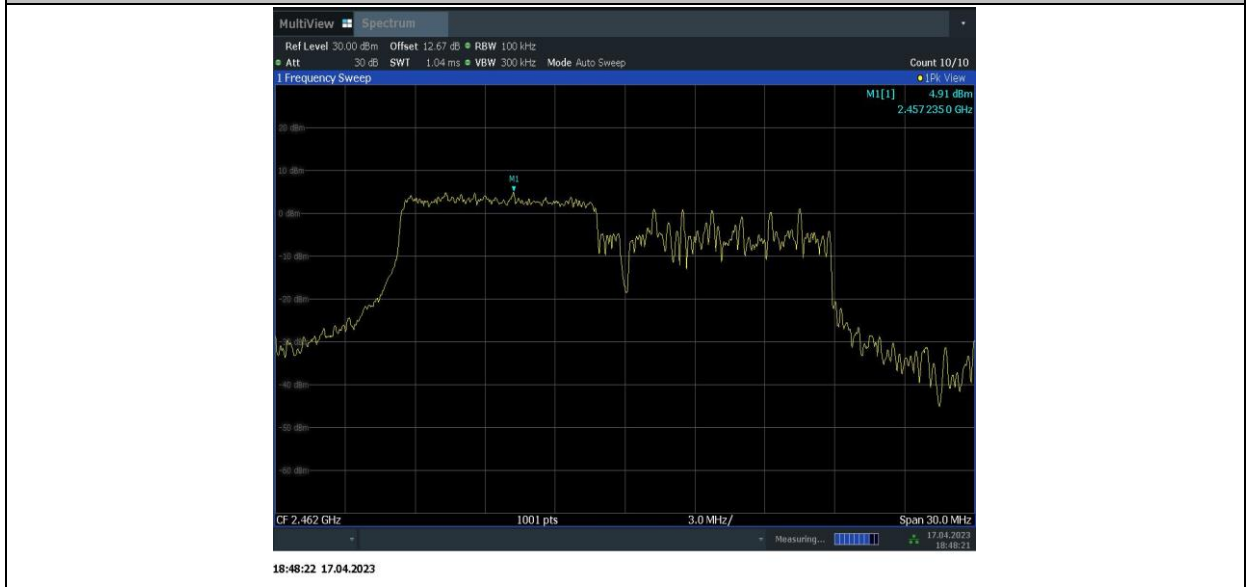 MultiView Spectrum
Ref Level 30.00 dBm Offset 12.67 dB RBW 100 kHz
Att 30 dB SWT 1.04 ms VBW 300 kHz Mode Auto Sweep Count 10/10
1 Frequency Sweep 1Pk View
M1[1] 4.91 dBm
2.457 235 0 GHz
20 dBm
10 dBm
M1
0 dBm
-10 dBm
-20 dBm
-30 dBm
-40 dBm
-50 dBm
-60 dBm
CF 2.462 GHz 1001 pts 3.0 MHz/ Span 30.0 MHz
Measuring... 17.04.2023
18:48:21
18:48:22 17.04.2023